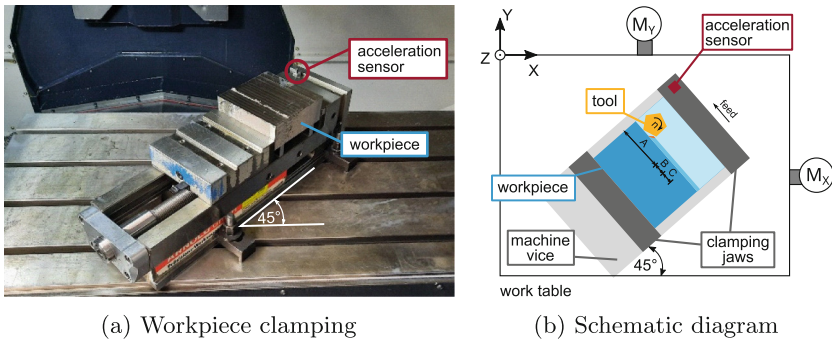 acceleration
sensor
workpiece
45°
Y
Z
X
M_Y
acceleration
sensor
tool
n
feed
A
B
C
M_X
workpiece
machine
vice
clamping
jaws
45°
work table
(a) Workpiece clamping
(b) Schematic diagram